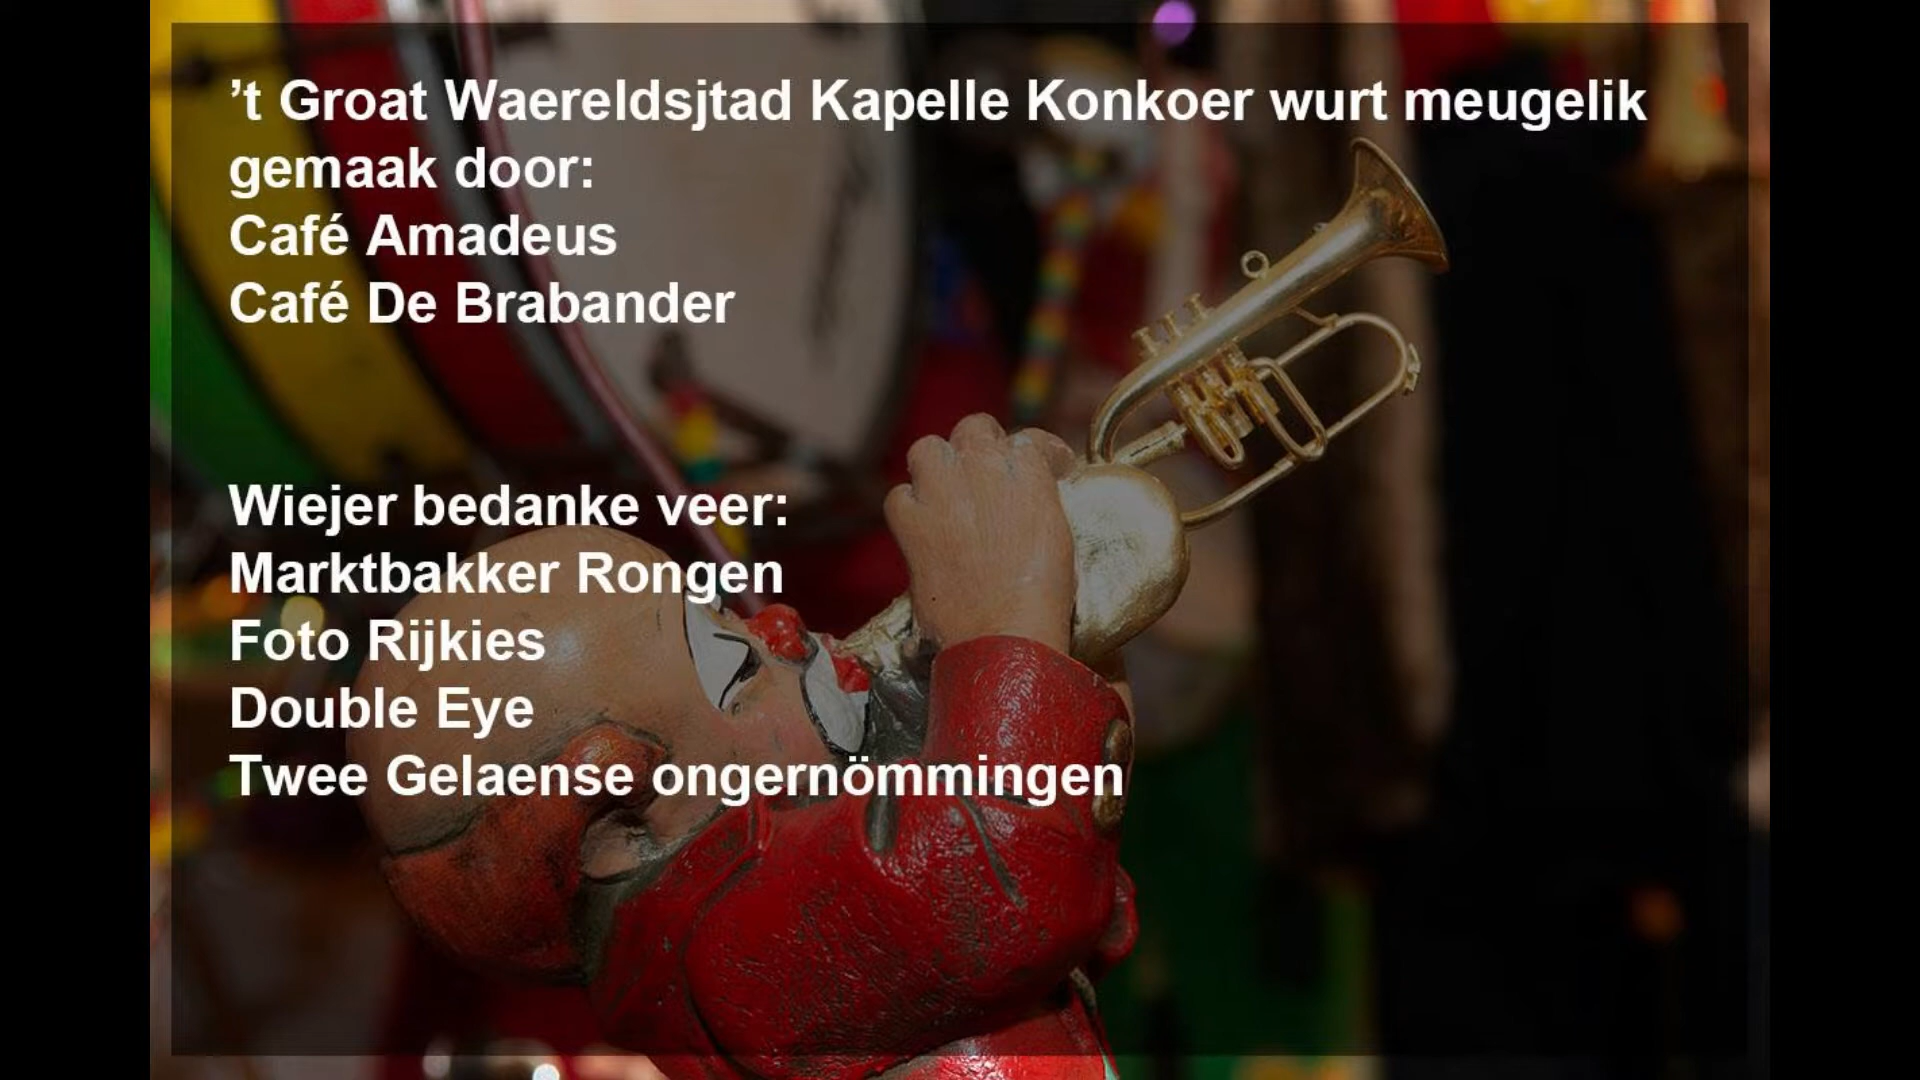 ’t Groat Waereldsjtad Kapelle Konkoer wurt meugelik
gemaak door:
Café Amadeus
Café De Brabander
Wiejer bedanke veer:
Marktbakker Rongen
Foto Rijkies
Double Eye
Twee Gelaense ongernömmingen